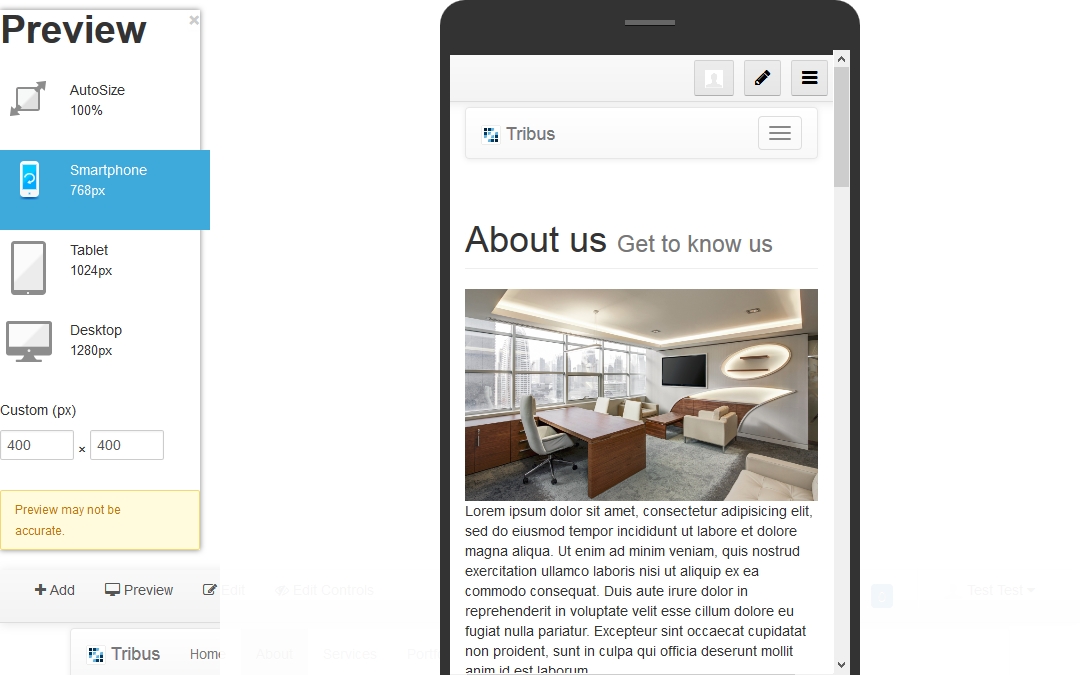 Preview
×
AutoSize
100%
Smartphone
768px
Tablet
1024px
Desktop
1280px
Custom (px)
400 × 400
Preview may not be
accurate.
Add Preview Edit Edit Controls
Test Test
Tribus Home About Services
Tribus
About us Get to know us
Lorem ipsum dolor sit amet, consectetur adipisicing elit,
sed do eiusmod tempor incididunt ut labore et dolore
magna aliqua. Ut enim ad minim veniam, quis nostrud
exercitation ullamco laboris nisi ut aliquip ex ea
commodo consequat. Duis aute irure dolor in
reprehenderit in voluptate velit esse cillum dolore eu
fugiat nulla pariatur. Excepteur sint occaecat cupidatat
non proident, sunt in culpa qui officia deserunt mollit
anim id est laborum.